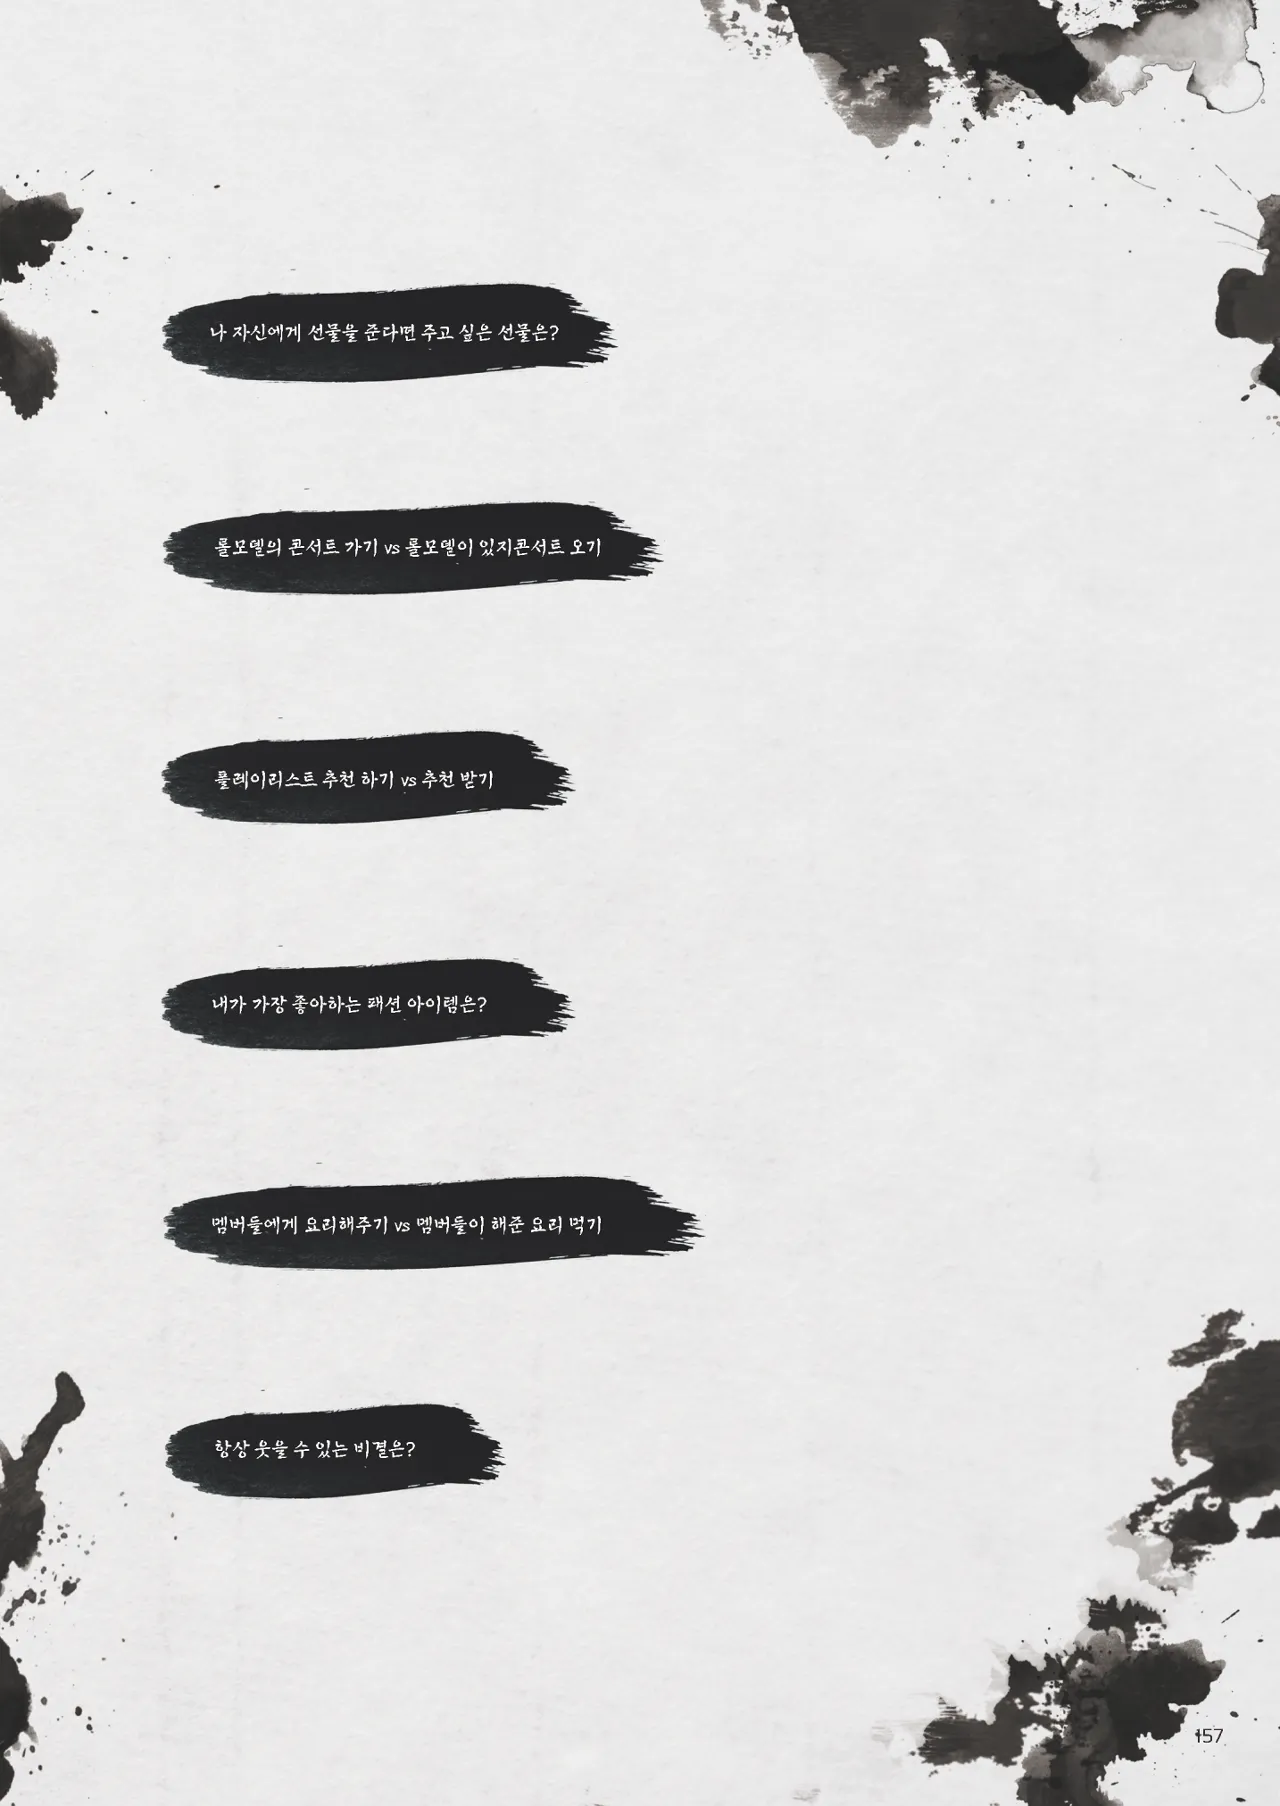 나 자신에게 선물을 준다면 주고 싶은 선물은?
롤모델의 콘서트 가기 vs 롤모델이 있지콘서트 오기
플레이리스트 추천 하기 vs 추천 받기
내가 가장 좋아하는 패션 아이템은?
멤버들에게 요리해주기 vs 멤버들이 해준 요리 먹기
항상 웃을 수 있는 비결은?
157